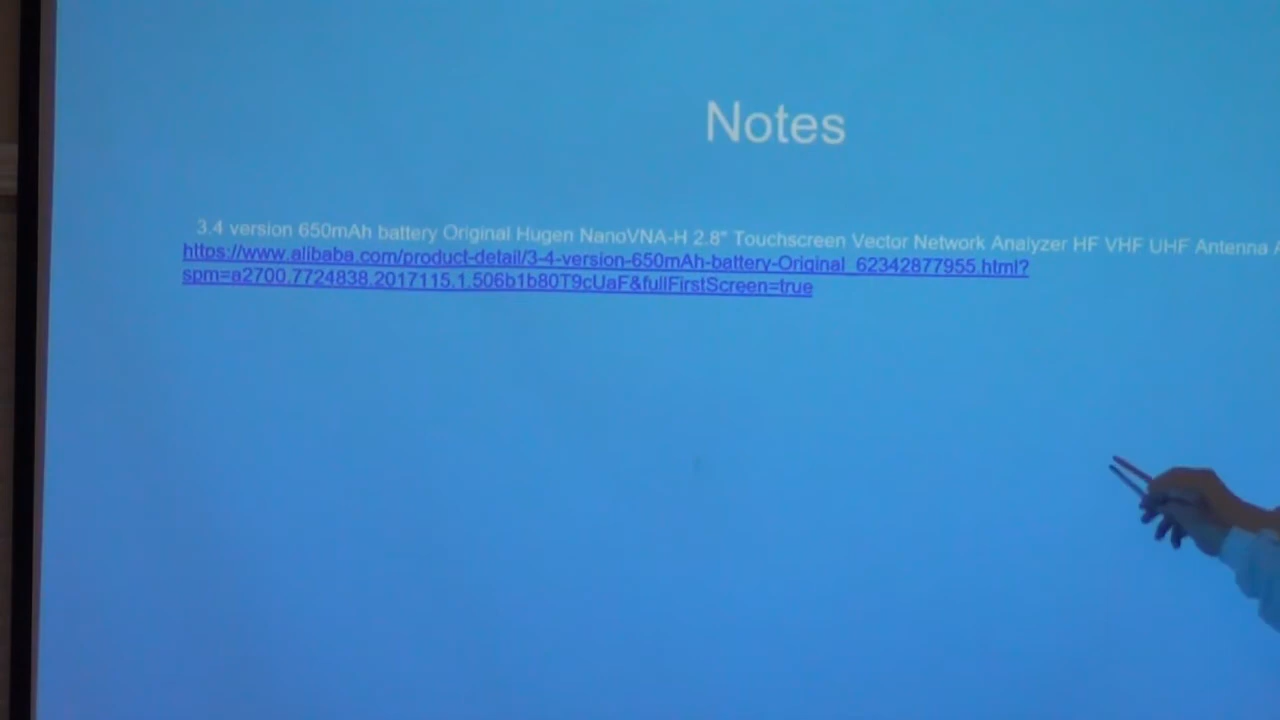 Notes
3.4 version 650mAh battery Original Hugen NanoVNA-H 2.8" Touchscreen Vector Network Analyzer HF VHF UHF Antenna
https://www.alibaba.com/product-detail/3-4-version-650mAh-battery-Original_62342877955.html?
spm=a2700.7724838.2017115.1.506b1b80T9cUaF&fullFirstScreen=true